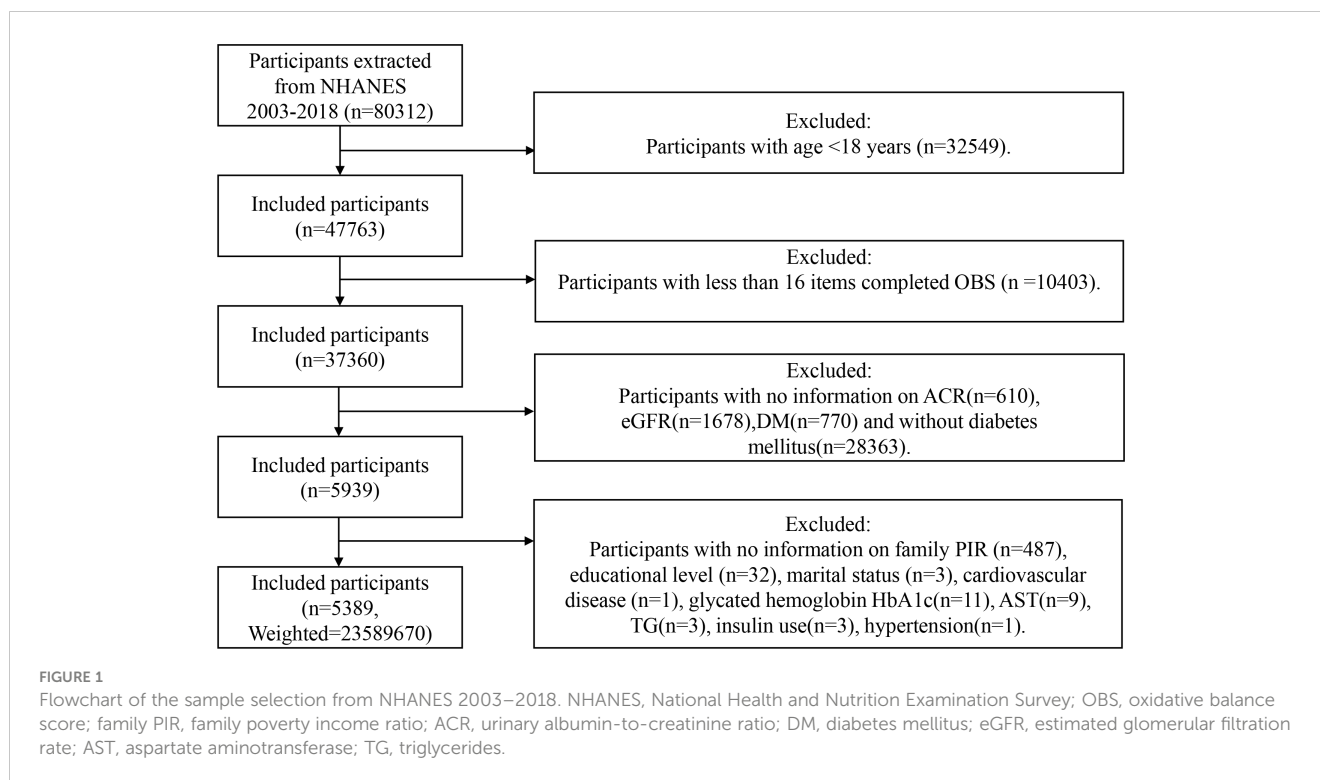 Participants extracted
from NHANES
2003-2018 (n=80312)
Excluded:
Participants with age <18 years (n=32549).
Included participants
(n=47763)
Excluded:
Participants with less than 16 items completed OBS (n =10403).
Included participants
(n=37360)
Excluded:
Participants with no information on ACR(n=610),
eGFR(n=1678),DM(n=770) and without diabetes
mellitus(n=28363).
Included participants
(n=5939)
Excluded:
Participants with no information on family PIR (n=487),
educational level (n=32), marital status (n=3), cardiovascular
disease (n=1), glycated hemoglobin HbA1c(n=11), AST(n=9),
TG(n=3), insulin use(n=3), hypertension(n=1).
Included participants
(n=5389,
Weighted=23589670)
FIGURE 1
Flowchart of the sample selection from NHANES 2003–2018. NHANES, National Health and Nutrition Examination Survey; OBS, oxidative balance
score; family PIR, family poverty income ratio; ACR, urinary albumin-to-creatinine ratio; DM, diabetes mellitus; eGFR, estimated glomerular filtration
rate; AST, aspartate aminotransferase; TG, triglycerides.